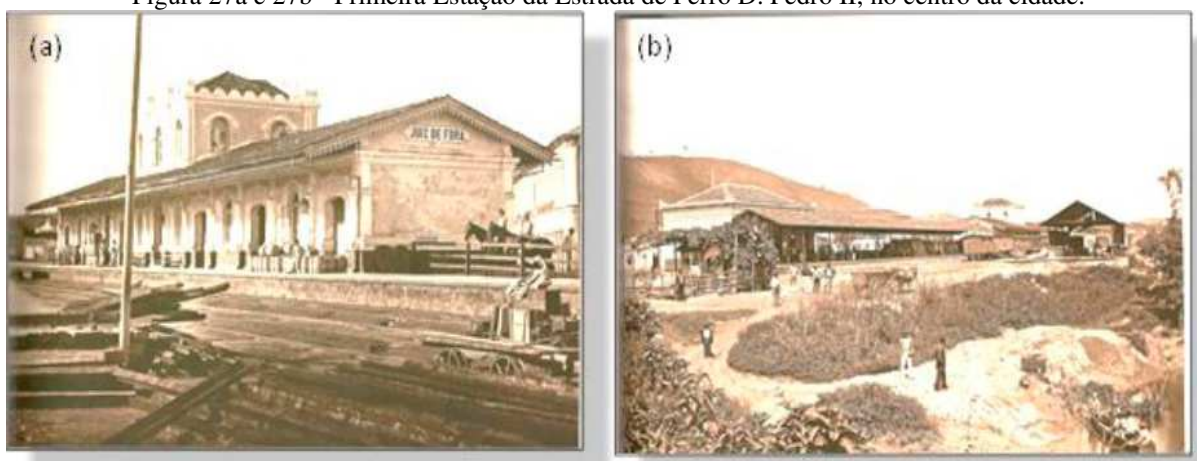 Figura 27a e 27b - Primeira Estação da Estrada de Ferro D. Pedro II, no centro da cidade.
(a)
(b)
JUIZ DE FORA